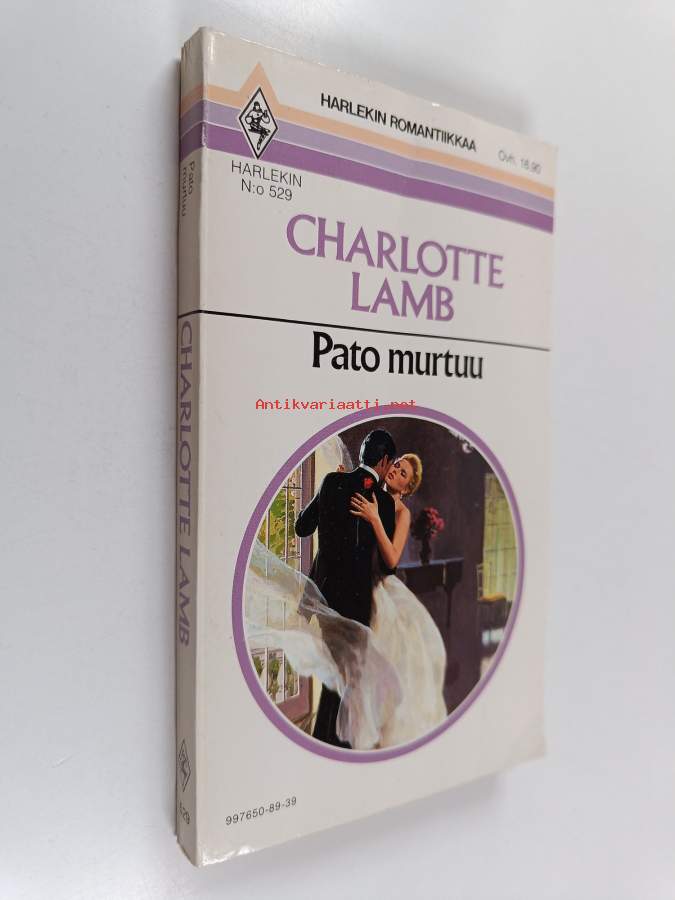 HARLEKIN ROMANTIIKKAA
Ovh. 18,90
HARLEKIN
N:o 529
CHARLOTTE
LAMB
Pato murtuu
Antikvariaatti.net
997650-89-39
Pato
murtuu
CHARLOTTE LAMB
529